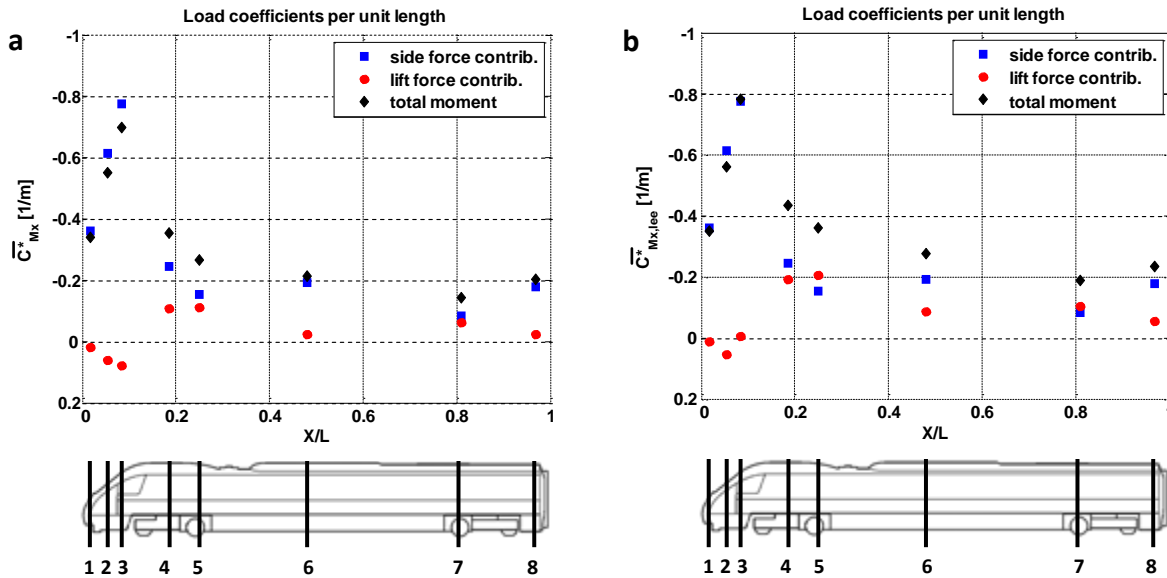 Load coefficients per unit length
a
-1
-0.8
-0.6
-0.4
-0.2
0
0.2
C*Mx [1/m]
side force contrib.
lift force contrib.
total moment
0 0.2 0.4 0.6 0.8 1
X/L
1 2 3 4 5 6 7 8
Load coefficients per unit length
b
-1
-0.8
-0.6
-0.4
-0.2
0
0.2
C*Mx,lee [1/m]
side force contrib.
lift force contrib.
total moment
0 0.2 0.4 0.6 0.8 1
X/L
1 2 3 4 5 6 7 8